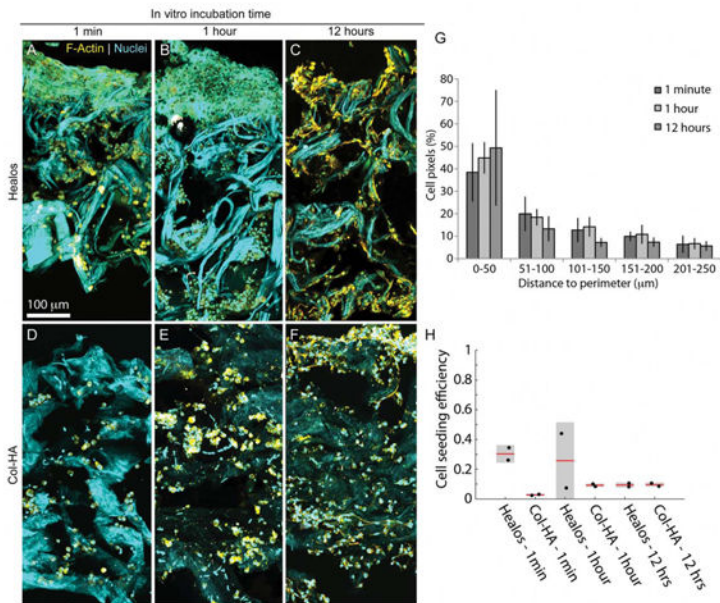 In vitro incubation time
1 min
1 hour
12 hours
A
F-Actin | Nuclei
B
C
Healos
100 µm
D
E
F
Col-HA
G
Cell pixels (%)
80
70
60
50
40
30
20
10
0
1 minute
1 hour
12 hours
0-50
51-100
101-150
151-200
201-250
Distance to perimeter (µm)
H
Cell seeding efficiency
1
0.8
0.6
0.4
0.2
0
Healos - 1min
Col-HA - 1min
Healos - 1hour
Col-HA - 1hour
Healos - 12 hrs
Col-HA - 12 hrs